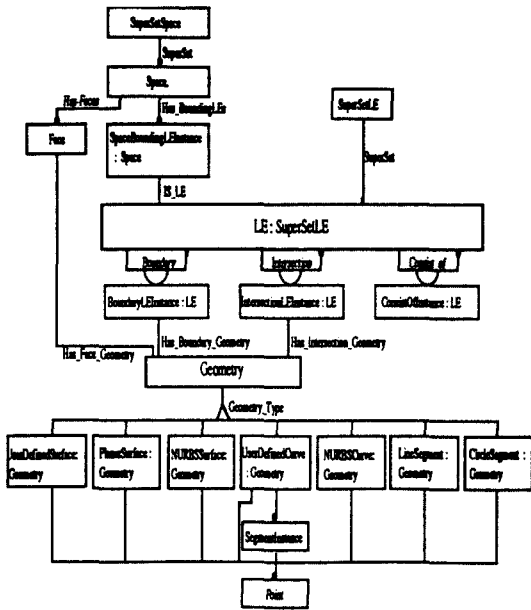 SuperSetSpace
SuperSet
Space
Has_Faces
Has_BoundingLEs
SuperSetLE
Face
SpaceBoundingLEInstance
: Space
SuperSet
IS_LE
LE : SuperSetLE
Boundary
Intersection
Consist_of
BoundaryLEInstance : LE
IntersectionLEInstance : LE
ConsistOfInstance : LE
Has_Face_Geometry
Has_Boundary_Geometry
Has_Intersection_Geometry
Geometry
Geometry_Type
UserDefinedSurface:
Geometry
PlanarSurface :
Geometry
NURBSSurface:
Geometry
UserDefinedCurve
: Geometry
NURBSCurve:
Geometry
LineSegment :
Geometry
CircleSegment : :
Geometry
SegmentInstance
Point